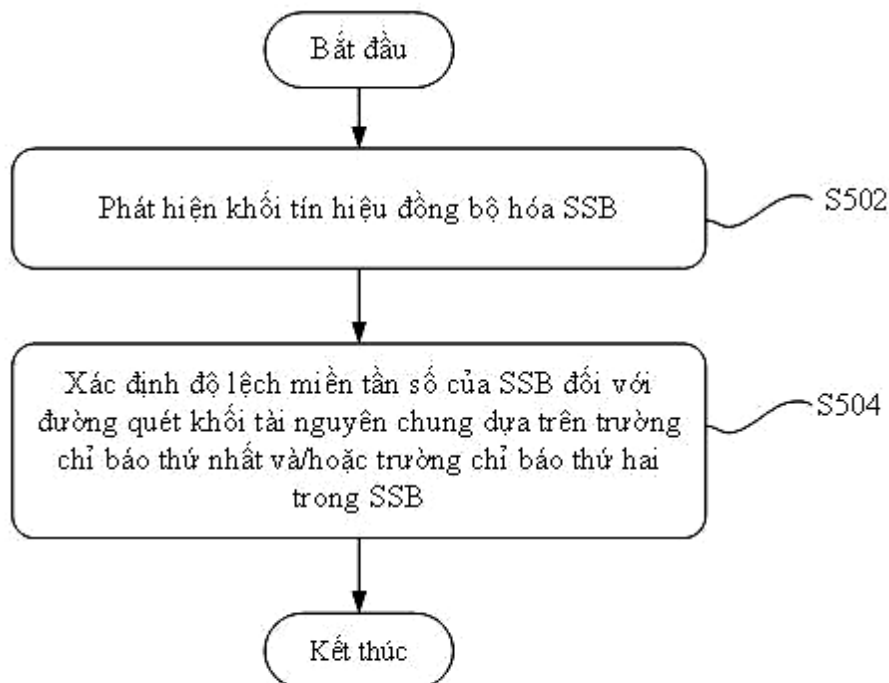 Bắt đầu
Phát hiện khối tín hiệu đồng bộ hóa SSB
S502
Xác định độ lệch miền tần số của SSB đối với
đường quét khối tài nguyên chung dựa trên trường
chỉ báo thứ nhất và/hoặc trường chỉ báo thứ hai
trong SSB
S504
Kết thúc